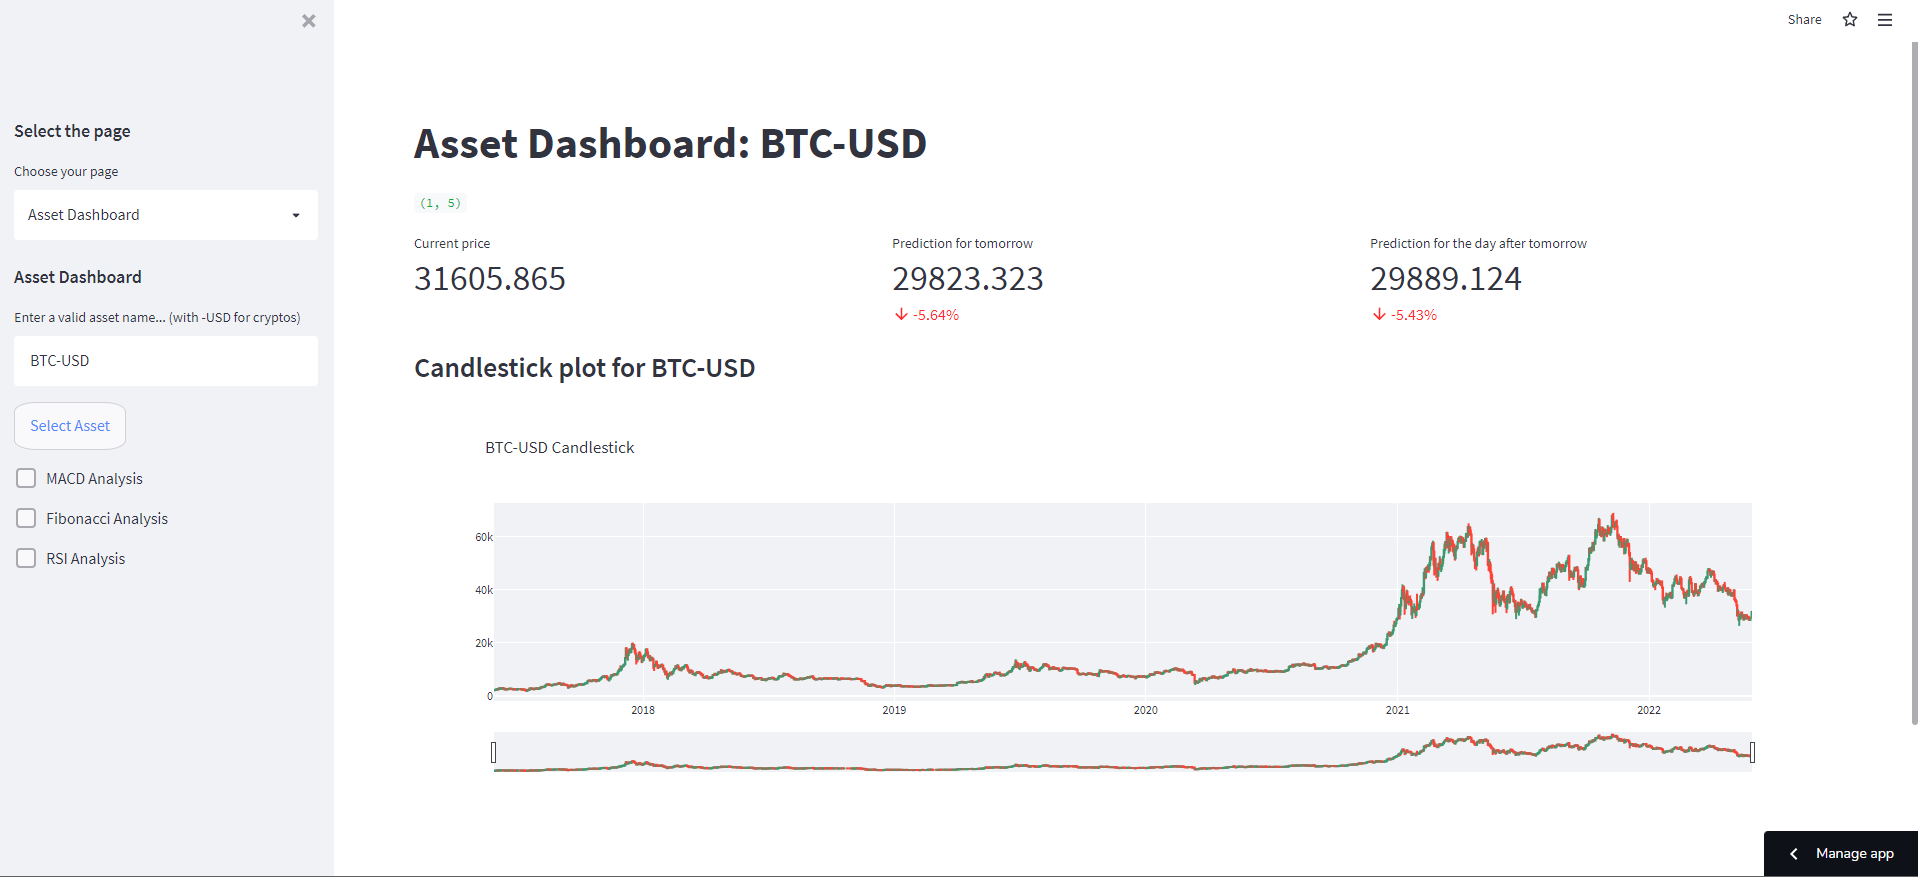 Share
Select the page
Choose your page
Asset Dashboard
Asset Dashboard
Enter a valid asset name... (with -USD for cryptos)
BTC-USD
Select Asset
MACD Analysis
Fibonacci Analysis
RSI Analysis
Asset Dashboard: BTC-USD
(1, 5)
Current price
31605.865
Prediction for tomorrow
29823.323
-5.64%
Prediction for the day after tomorrow
29889.124
-5.43%
Candlestick plot for BTC-USD
BTC-USD Candlestick
60k
40k
20k
0
2018 2019 2020 2021 2022
Manage app